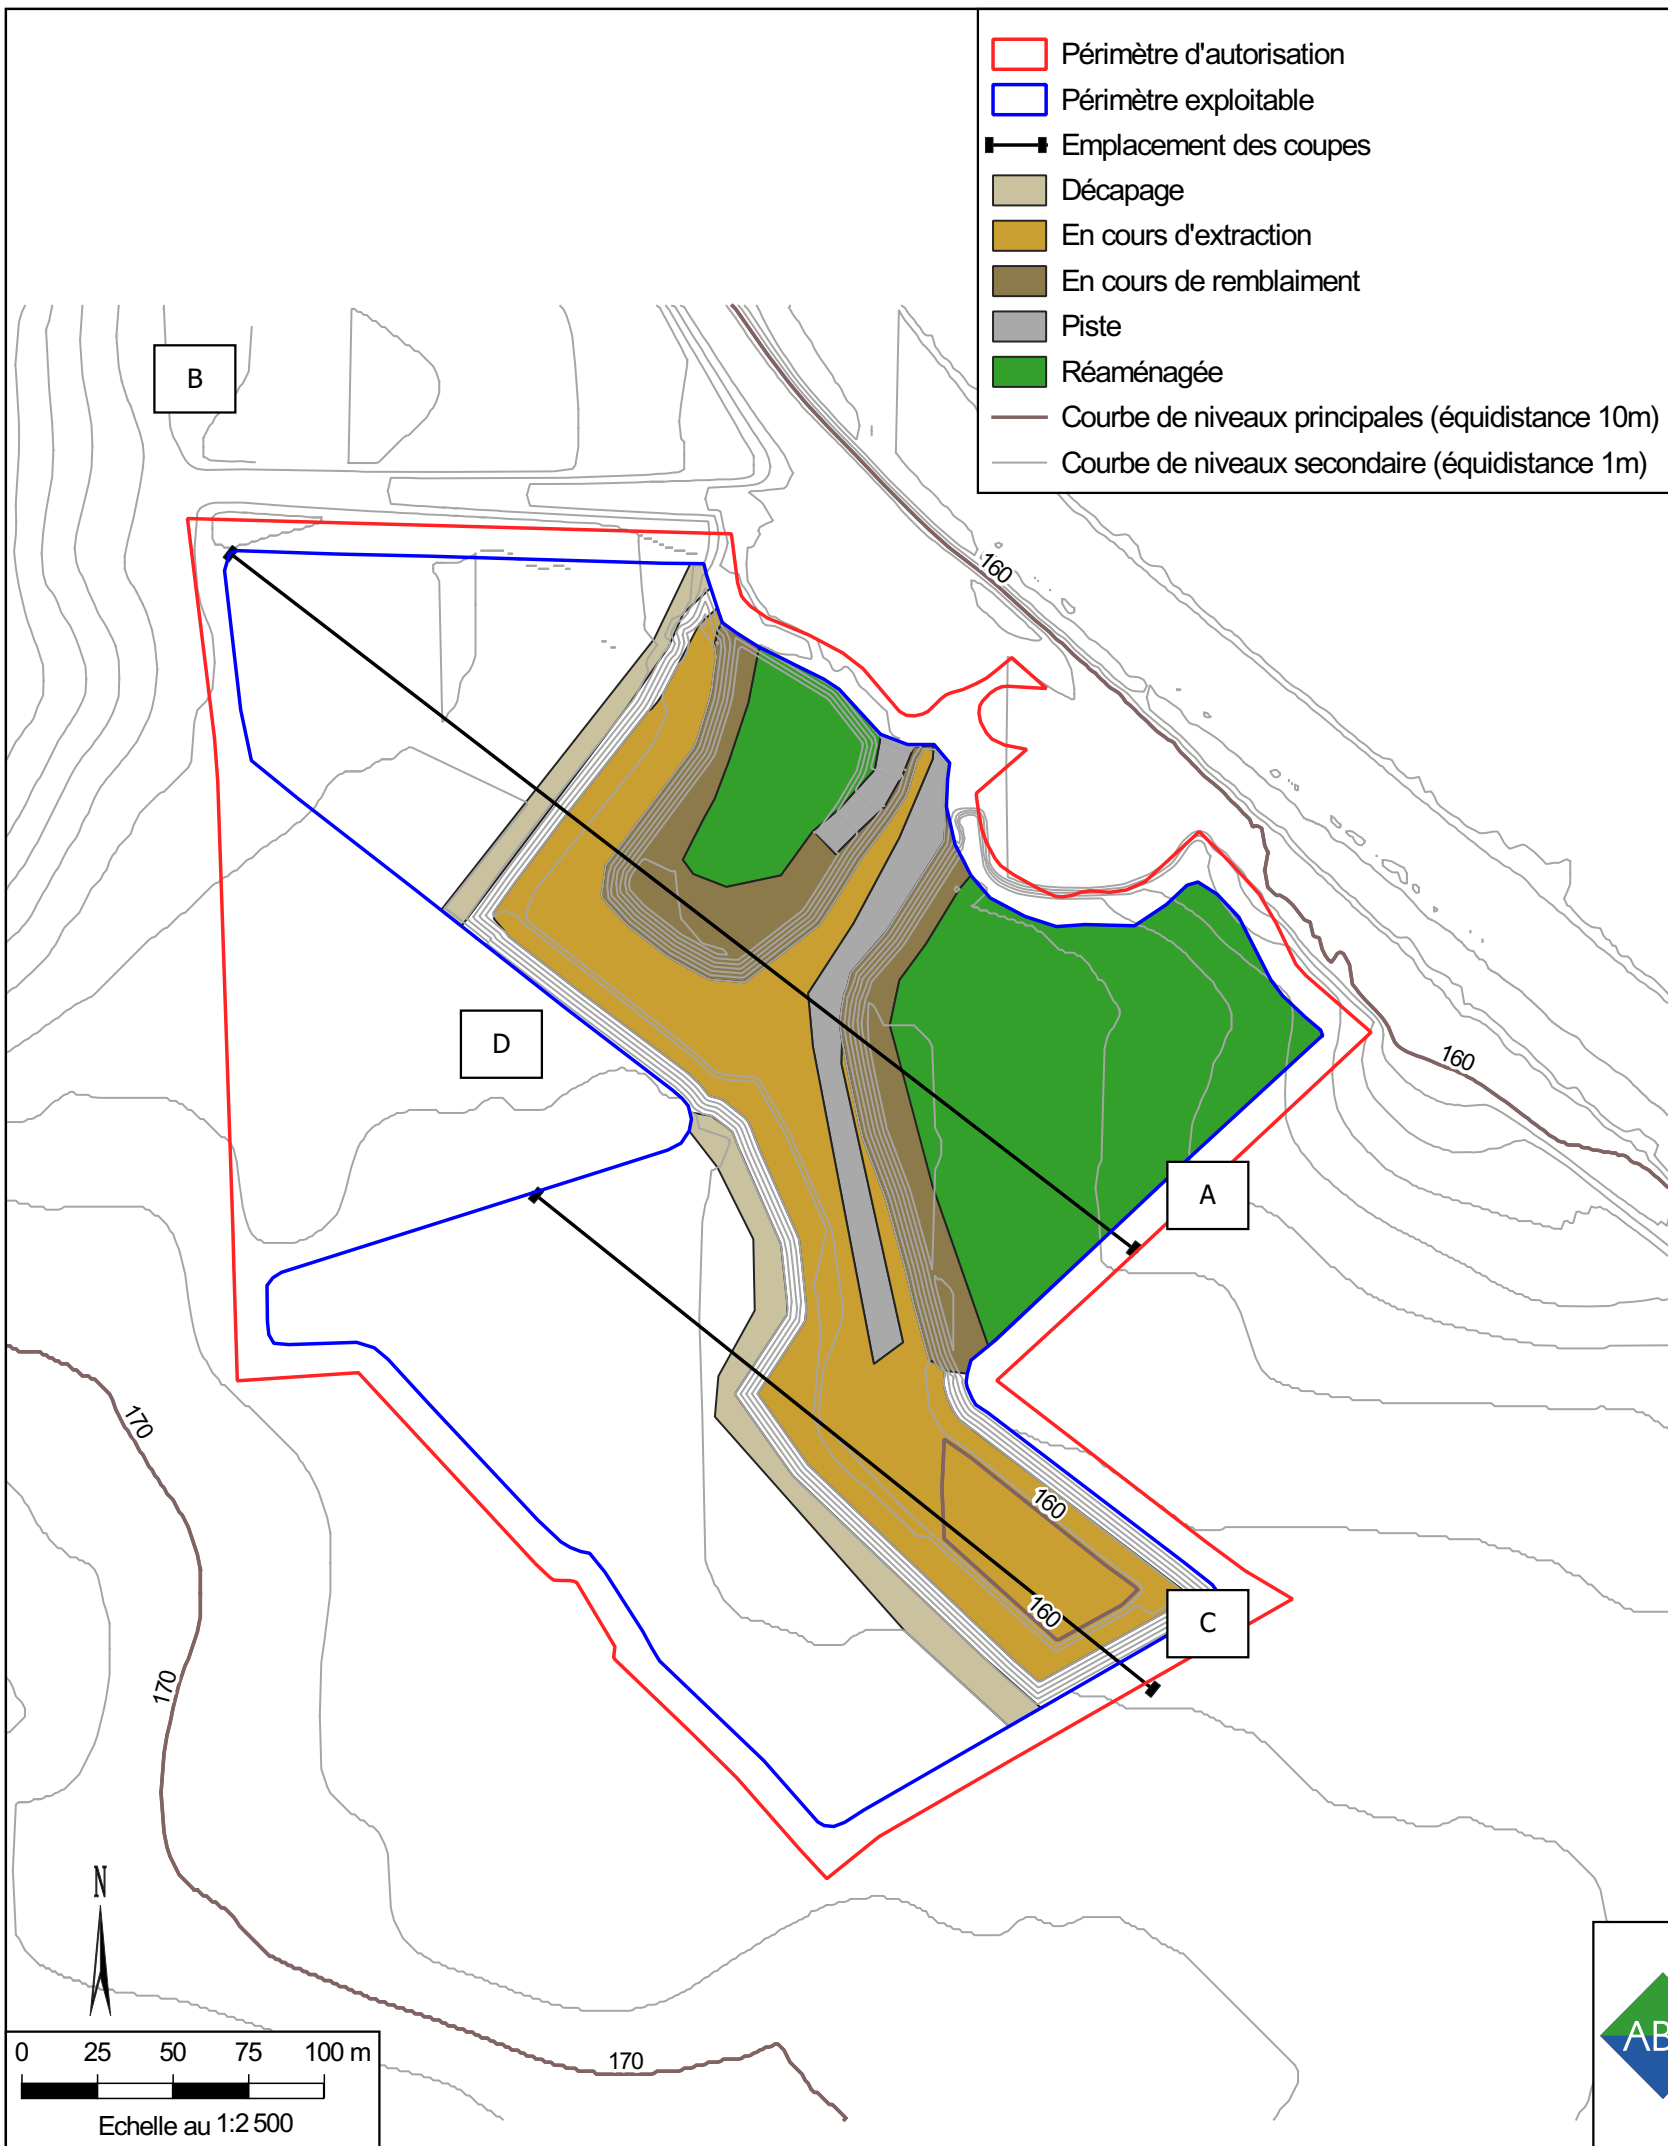 Périmètre d'autorisation
Périmètre exploitable
Emplacement des coupes
Décapage
En cours d'extraction
En cours de remblaiment
Piste
Réaménagée
Courbe de niveaux principales (équidistance 10m)
Courbe de niveaux secondaire (équidistance 1m)
B
160
D
160
A
170
160
160
C
170
N
0 25 50 75 100 m
Echelle au 1:2 500
170